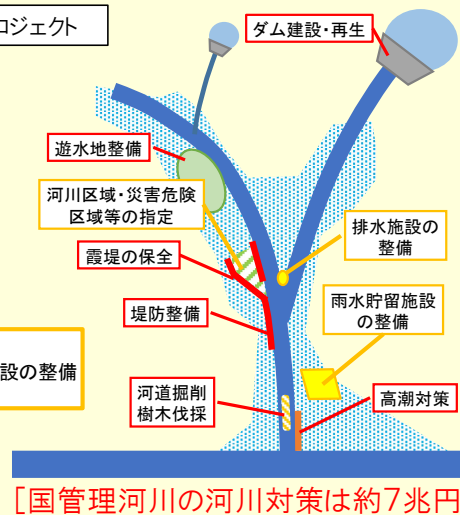 ロジェクト
ダム建設・再生
遊水地整備
河川区域・災害危険
区域等の指定
霞堤の保全
排水施設の
整備
堤防整備
雨水貯留施設
の整備
設の整備
河道掘削
樹木伐採
高潮対策
[国管理河川の河川対策は約7兆円